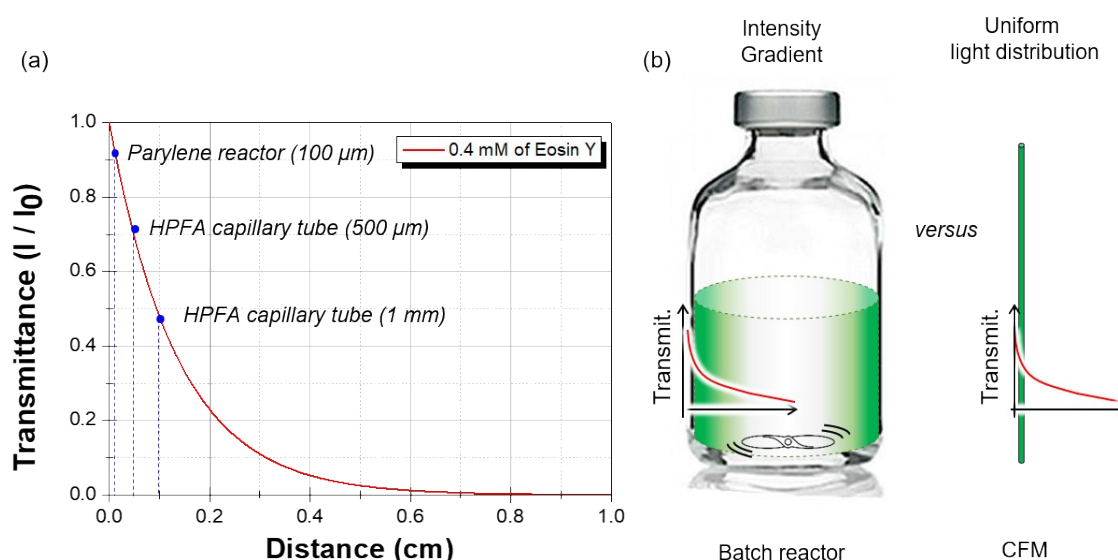 (a)
Transmittance (I / I0)
1.0
0.8
0.6
0.4
0.2
0.0
Parylene reactor (100 µm)
0.4 mM of Eosin Y
HPFA capillary tube (500 µm)
HPFA capillary tube (1 mm)
0.0
0.2
0.4
0.6
0.8
1.0
Distance (cm)
(b)
Intensity
Gradient
Uniform
light distribution
versus
Transmit.
Transmit.
Batch reactor
CFM